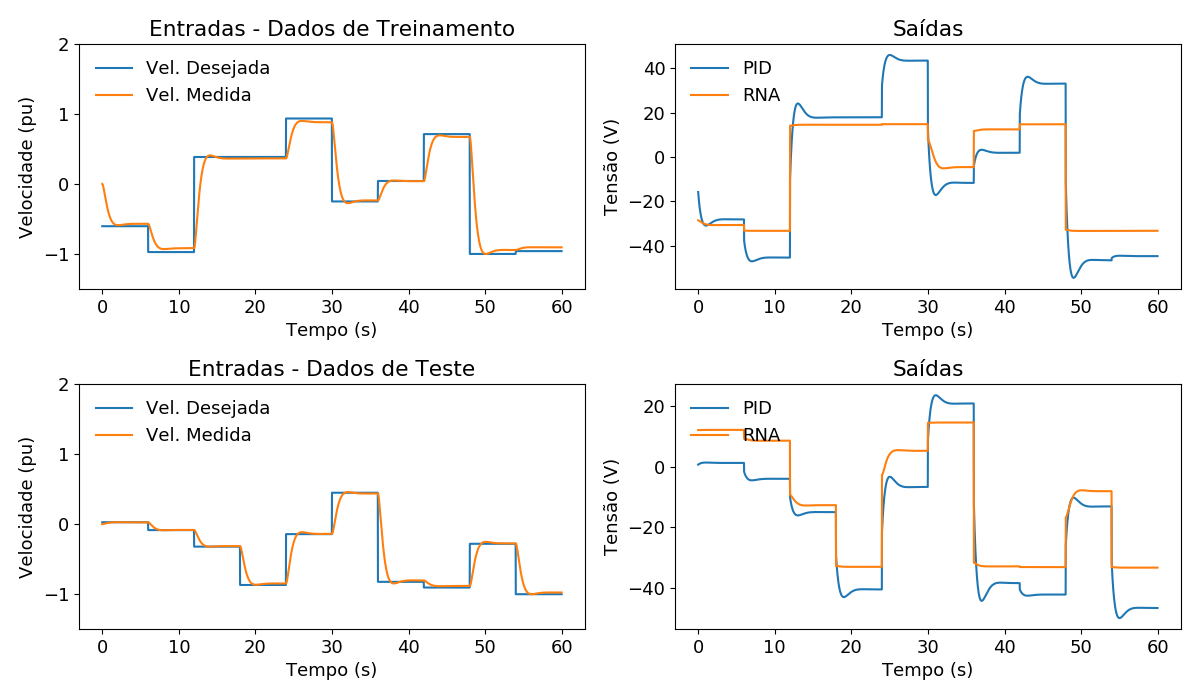 Entradas - Dados de Treinamento
Vel. Desejada
Vel. Medida
Velocidade (pu)
2
1
0
−1
0 10 20 30 40 50 60
Tempo (s)
Saídas
PID
RNA
Tensão (V)
40
20
0
−20
−40
0 10 20 30 40 50 60
Tempo (s)
Entradas - Dados de Teste
Vel. Desejada
Vel. Medida
Velocidade (pu)
2
1
0
−1
0 10 20 30 40 50 60
Tempo (s)
Saídas
PID
RNA
Tensão (V)
20
0
−20
−40
0 10 20 30 40 50 60
Tempo (s)